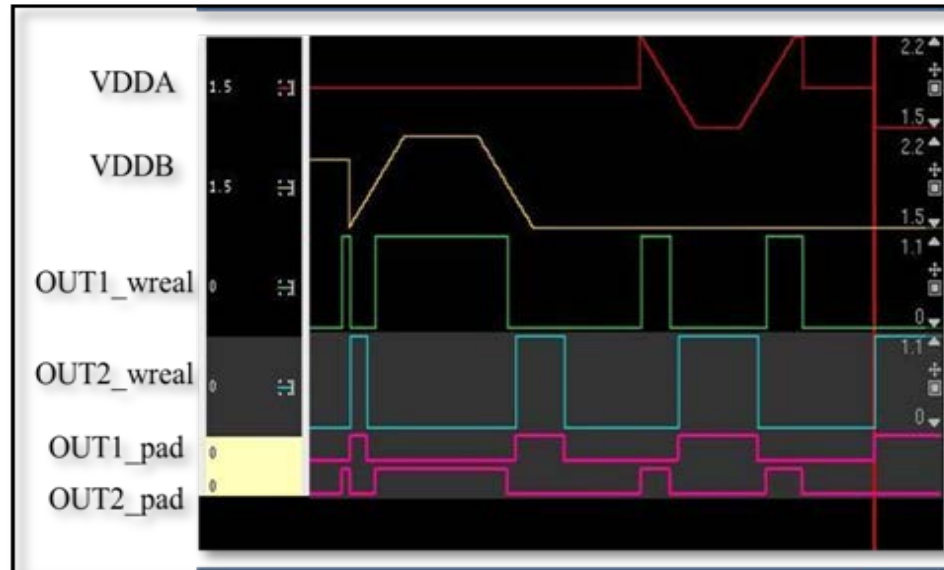 VDDA 1.5 2.2
1.5
VDDB 1.5 2.2
1.5
OUT1_wreal 0 1.1
0
OUT2_wreal 0 1.1
0
OUT1_pad 0
OUT2_pad 0